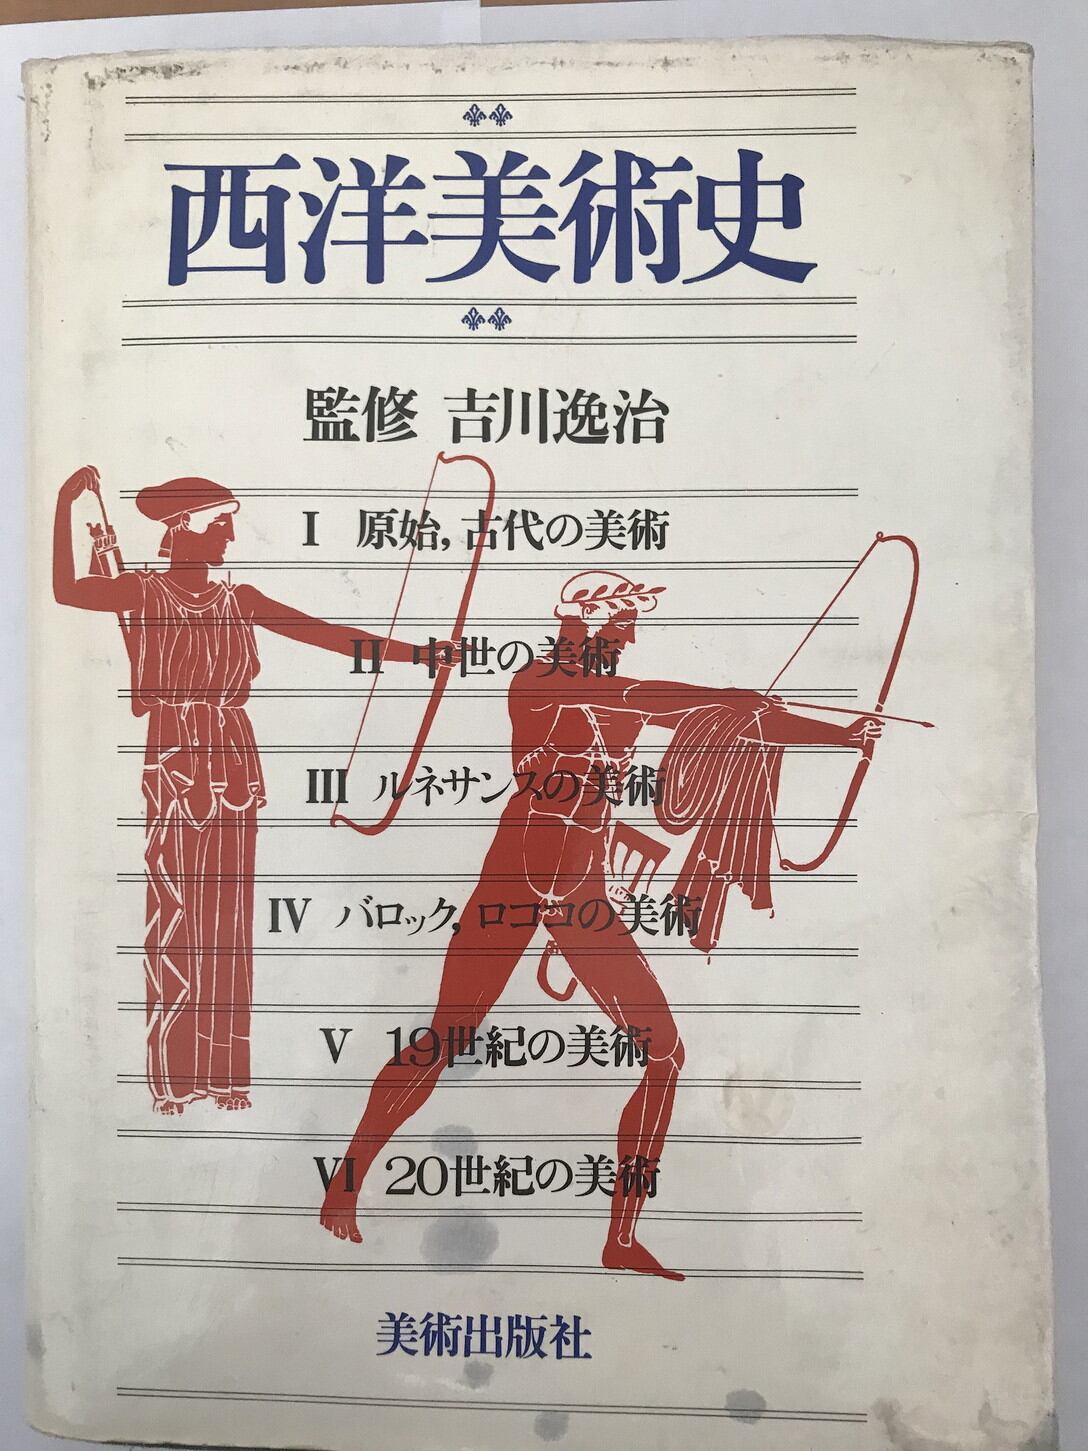 西洋美術史
監修 吉川逸治
I 原始, 古代の美術
II 中世の美術
III ルネサンスの美術
IV バロック, ロココの美術
V 19世紀の美術
VI 20世紀の美術
美術出版社